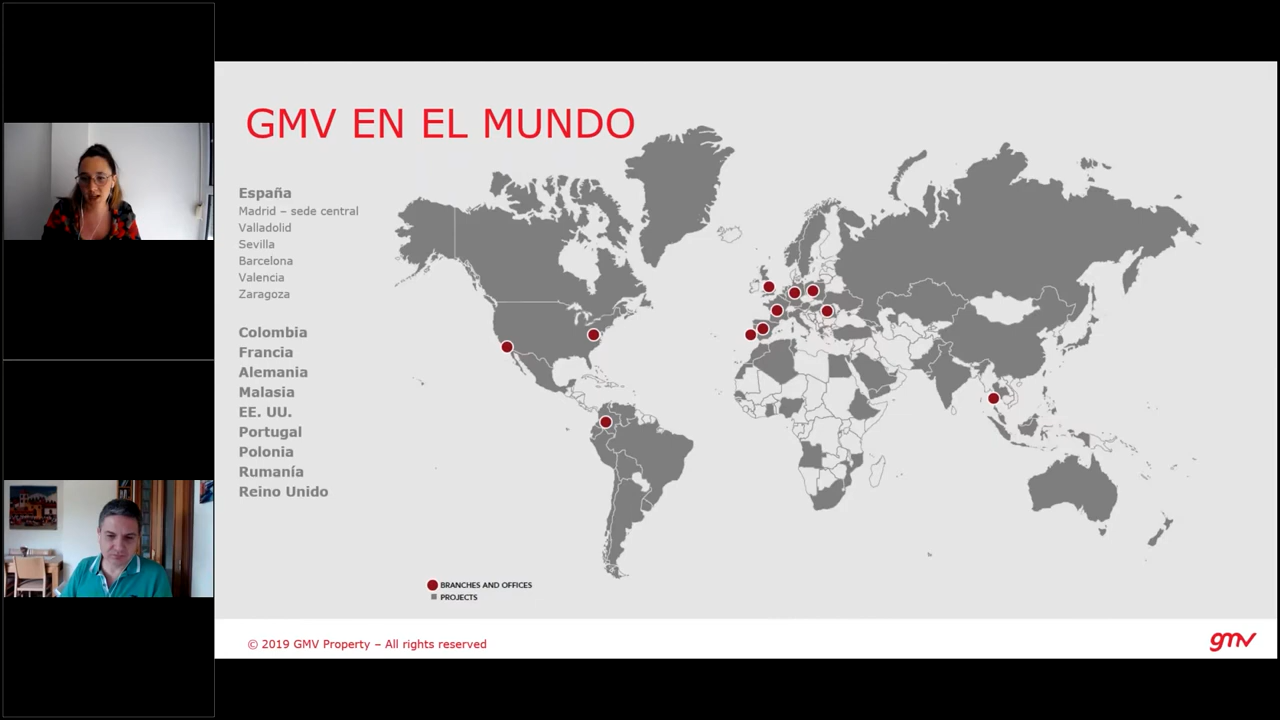 GMV EN EL MUNDO
España
Madrid – sede central
Valladolid
Sevilla
Barcelona
Valencia
Zaragoza
Colombia
Francia
Alemania
Malasia
EE. UU.
Portugal
Polonia
Rumanía
Reino Unido
BRANCHES AND OFFICES
PROJECTS
© 2019 GMV Property – All rights reserved
gmv